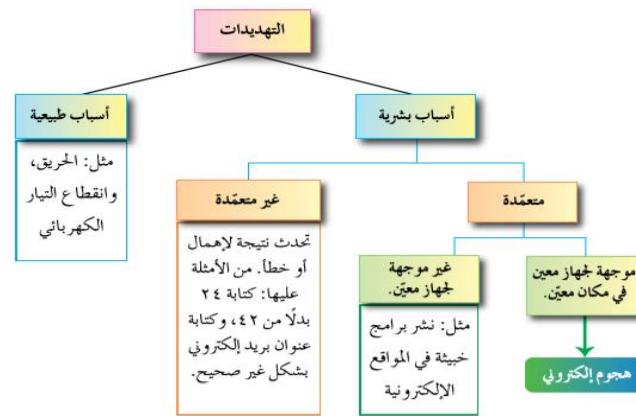 التهديدات
أسباب بشرية
أسباب طبيعية
مثل: الحريق،
وانقطاع التيار
الكهربائي
متعمّدة
غير متعمّدة
تحدث نتيجة لإهمال
أو خطأ. من الأمثلة
عليها: كتابة ٢٤
بدلًا من ٤٢، وكتابة
عنوان بريد إلكتروني
بشكل غير صحيح.
موجهة لجهاز معين
في مكان معيّن.
هجوم إلكتروني
غير موجهة
لجهاز معيّن.
مثل: نشر برامج
خبيثة في المواقع
الإلكترونية